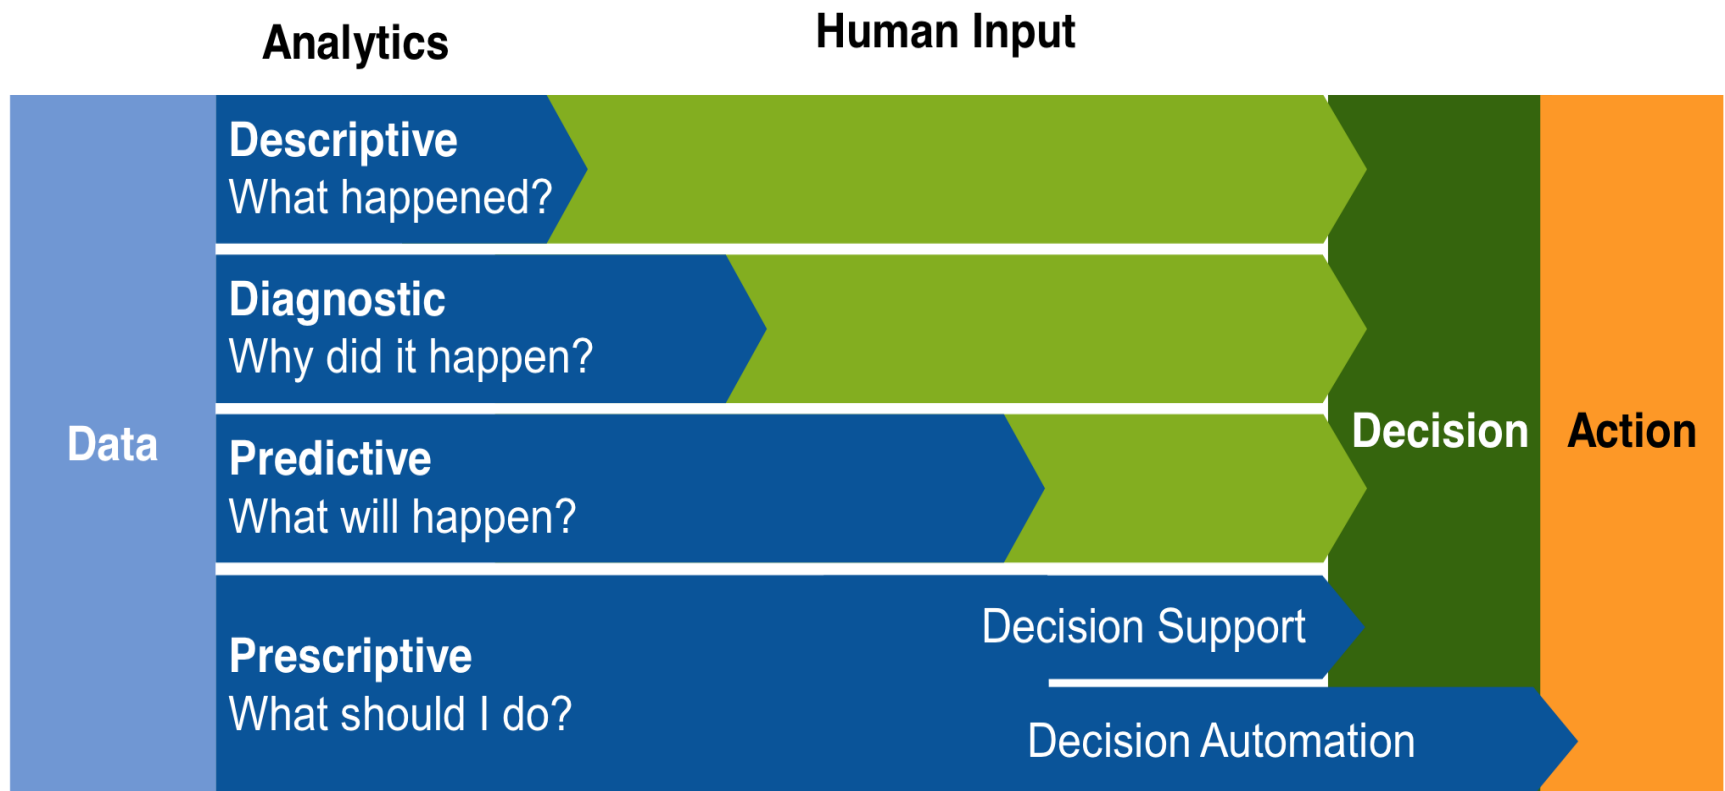 Analytics
Human Input
Data
Descriptive
What happened?
Diagnostic
Why did it happen?
Predictive
What will happen?
Prescriptive
What should I do?
Decision Support
Decision Automation
Decision
Action